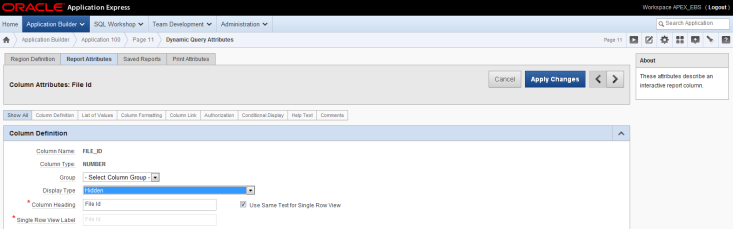 ORACLE Application Express
Workspace APEX_EBS (Logout)
Home Application Builder SQL Workshop Team Development Administration Search Application
Application Builder Application 100 Page 11 Dynamic Query Attributes Page 11
Region Definition Report Attributes Saved Reports Print Attributes
Column Attributes: File Id
Cancel Apply Changes
About
These attributes describe an
interactive report column.
Show All Column Definition List of Values Column Formatting Column Link Authorization Conditional Display Help Text Comments
Column Definition
Column Name: FILE_ID
Column Type: NUMBER
Group - Select Column Group -
Display Type Hidden
* Column Heading File Id Use Same Text for Single Row View
* Single Row View Label File Id